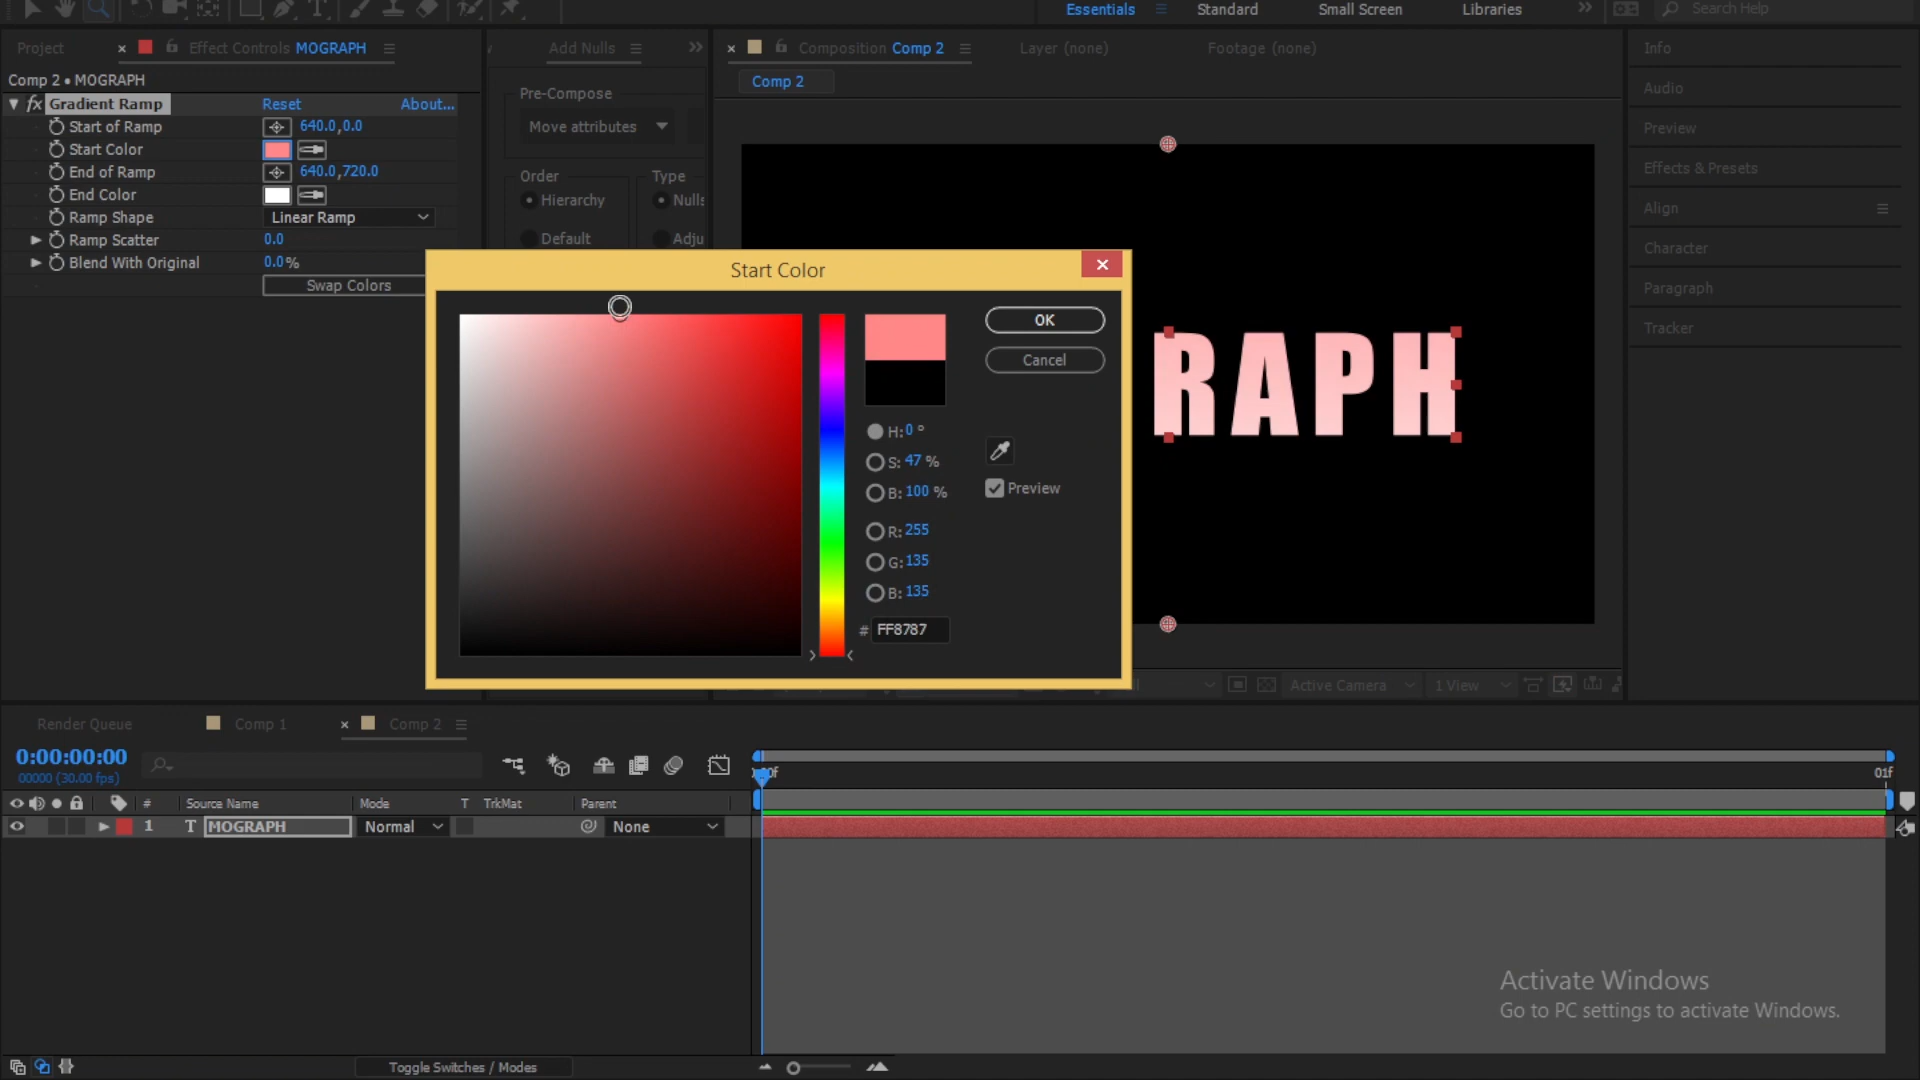 Essentials
Standard
Small Screen
Libraries
Search Help
Project
Effect Controls MOGRAPH
Add Nulls
Composition Comp 2
Layer (none)
Footage (none)
Info
Comp 2 • MOGRAPH
Comp 2
Audio
Preview
Effects & Presets
Align
Character
Paragraph
Tracker
fx Gradient Ramp
Reset
About...
Start of Ramp
640.0,0.0
Start Color
End of Ramp
640.0,720.0
End Color
Ramp Shape
Linear Ramp
Ramp Scatter
0.0
Blend With Original
0.0%
Swap Colors
Pre-Compose
Move attributes
Order
Type
Hierarchy
Nulls
Default
Adju
Start Color
OK
Cancel
H: 0 °
S: 47 %
B: 100 %
Preview
R: 255
G: 135
B: 135
# FF8787
RAPH
Active Camera
1 View
Render Queue
Comp 1
Comp 2
0:00:00:00
00000 (30.00 fps)
01f
#
Source Name
Mode
T
TrkMat
Parent
1
T
MOGRAPH
Normal
None
Activate Windows
Go to PC settings to activate Windows.
Toggle Switches / Modes